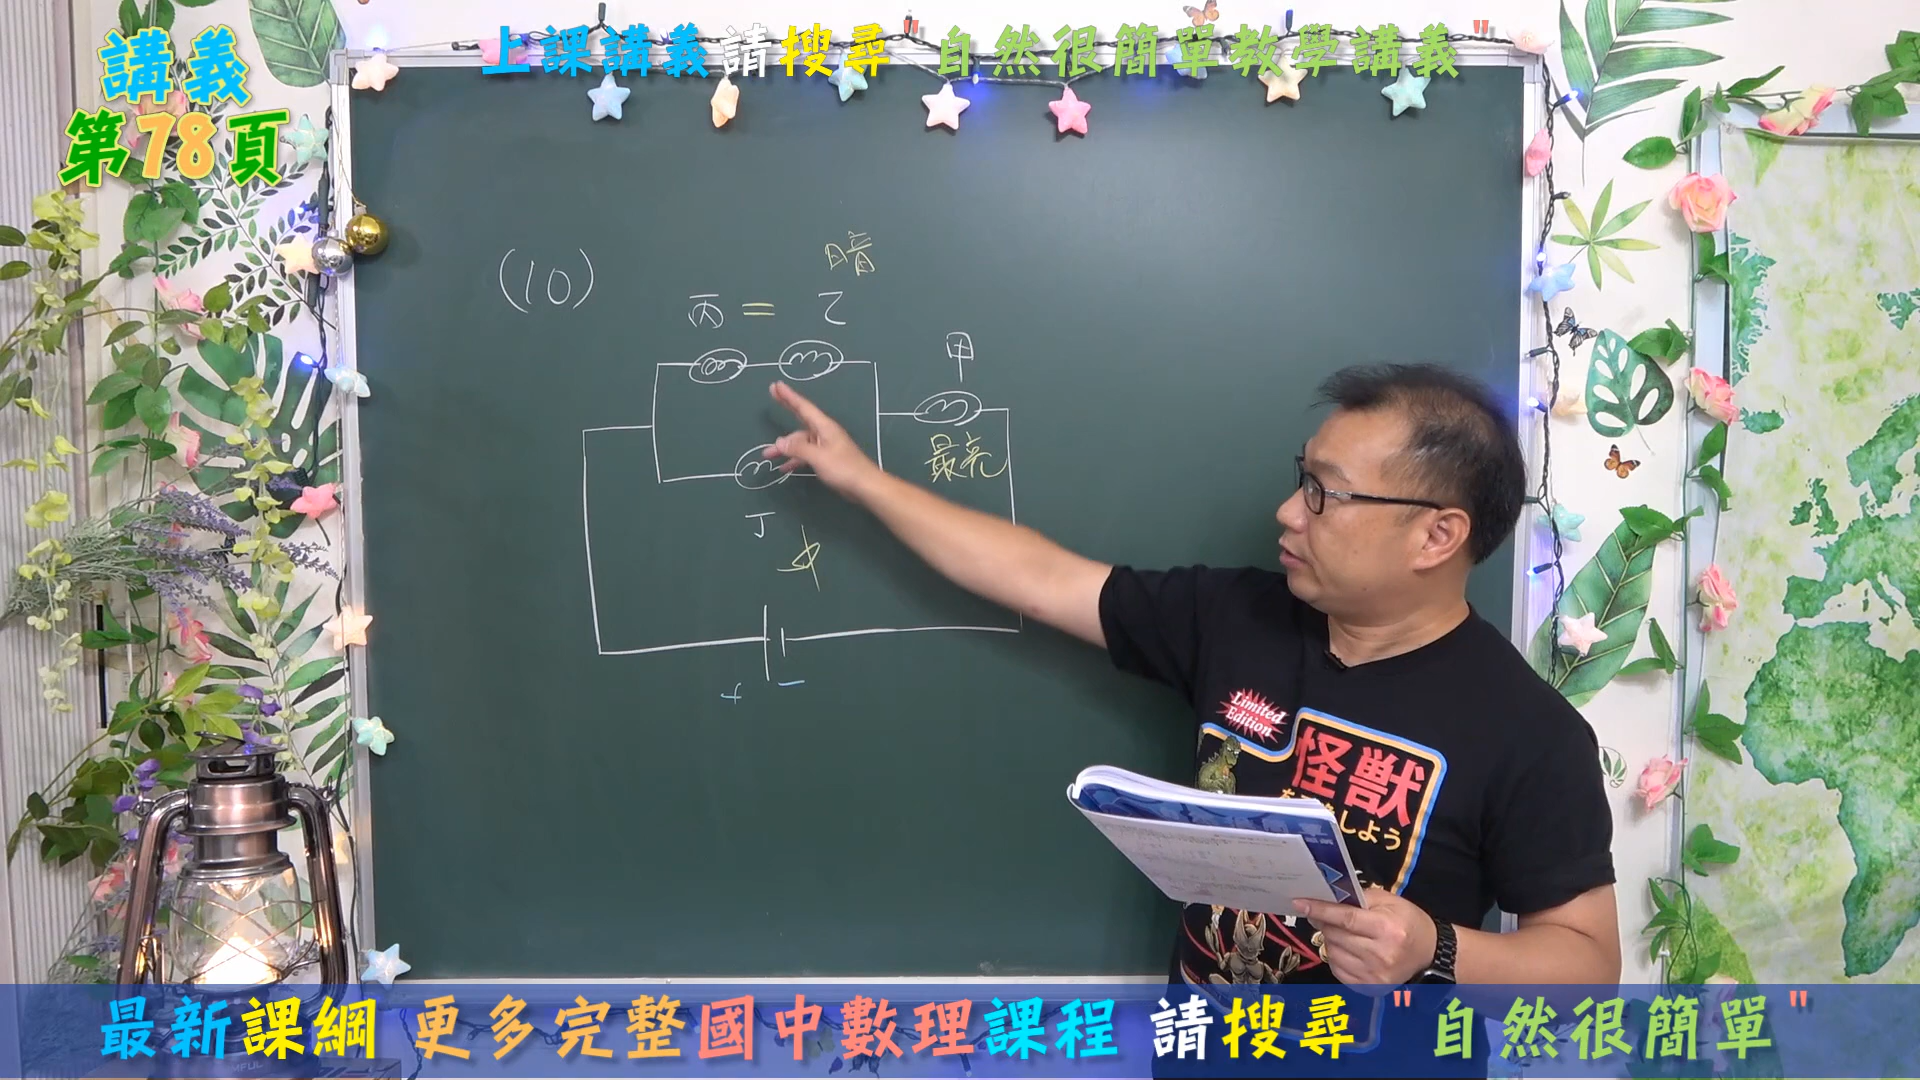 上課講義請搜尋"自然很簡單教學講義"
講義
第78頁
(10)
暗
丙 = 乙
甲
最亮
丁
中
+ −
Limited
Edition
怪獣
しよう
最新課綱 更多完整國中數理課程 請搜尋"自然很簡單"